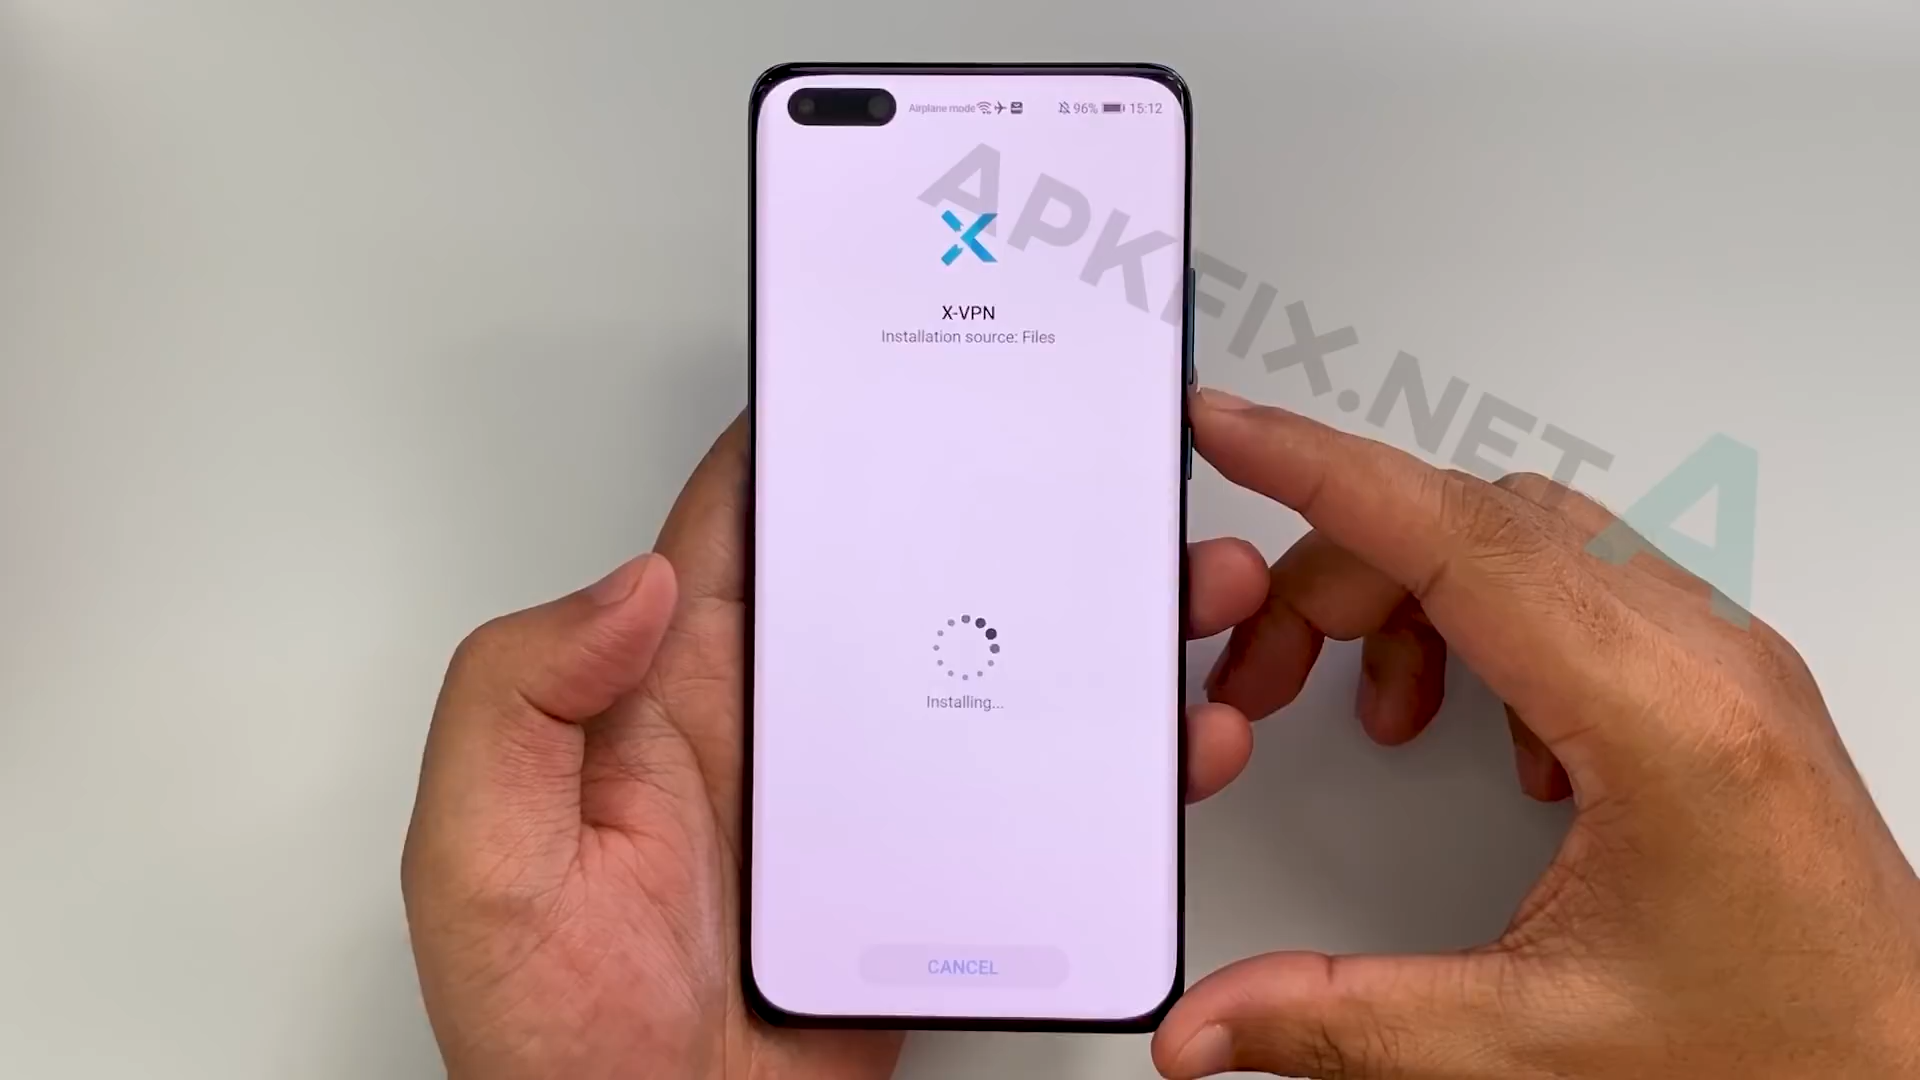 Airplane mode 96% 15:12
APKFIX.NET
X-VPN
Installation source: Files
Installing...
CANCEL